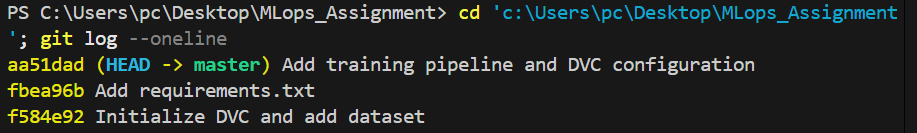 PS C:\Users\pc\Desktop\MLops_Assignment> cd 'c:\Users\pc\Desktop\MLops_Assignment
'; git log --oneline
aa51dad (HEAD -> master) Add training pipeline and DVC configuration
fbea96b Add requirements.txt
f584e92 Initialize DVC and add dataset